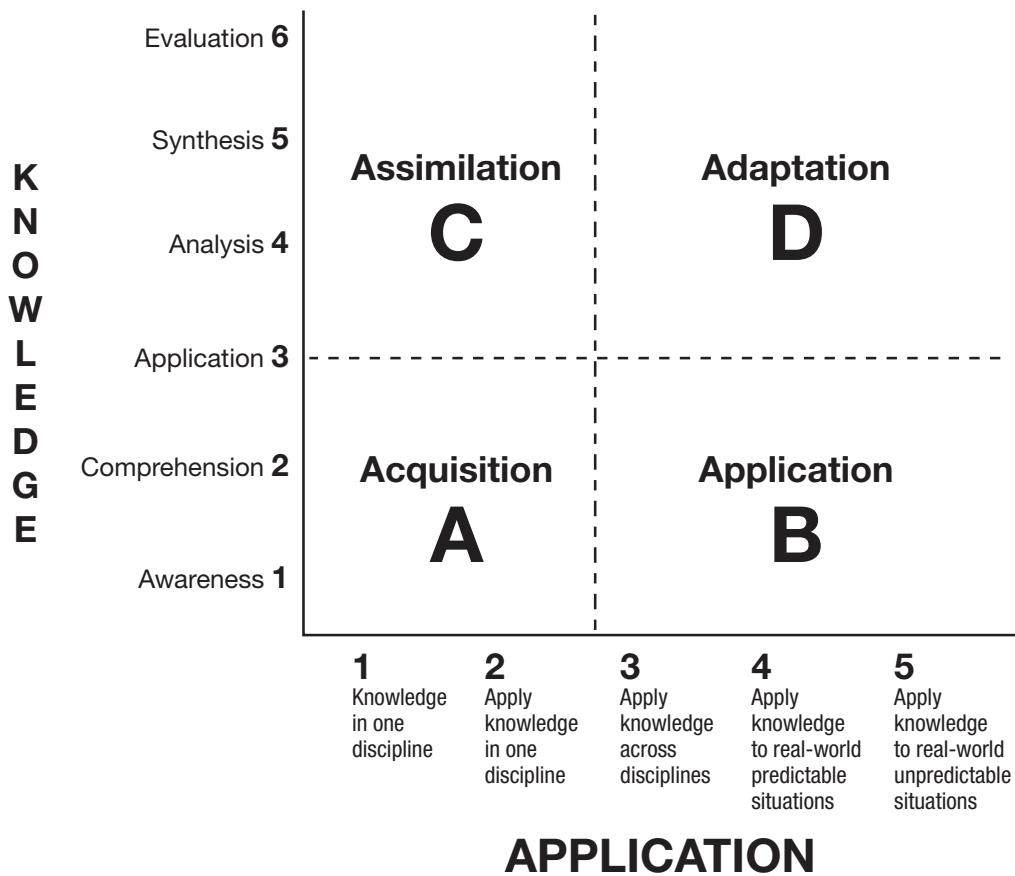 KNOWLEDGE
Evaluation 6
Synthesis 5
Analysis 4
Application 3
Comprehension 2
Awareness 1
Assimilation
C
Adaptation
D
Acquisition
A
Application
B
1
Knowledge
in one
discipline
2
Apply
knowledge
in one
discipline
3
Apply
knowledge
across
disciplines
4
Apply
knowledge
to real-world
predictable
situations
5
Apply
knowledge
to real-world
unpredictable
situations
APPLICATION